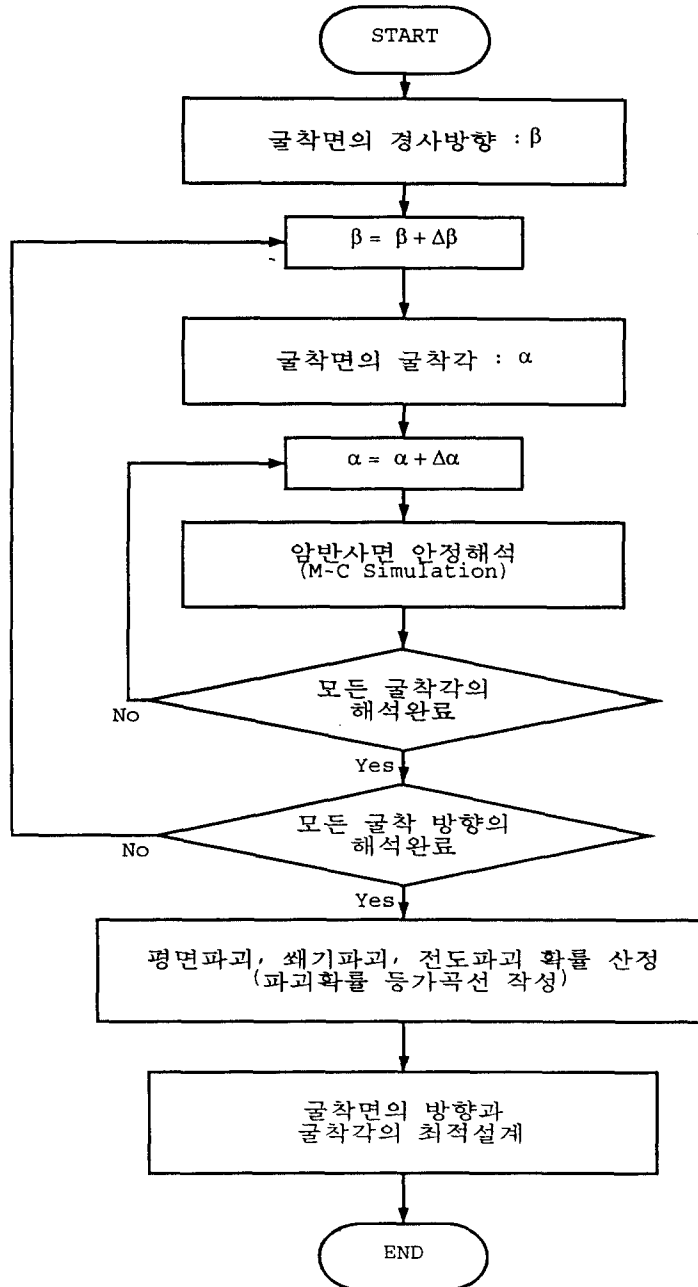 START
굴착면의 경사방향 : β
β = β + Δβ
굴착면의 굴착각 : α
α = α + Δα
암반사면 안정해석
(M-C Simulation)
모든 굴착각의
해석완료
No
Yes
모든 굴착 방향의
해석완료
No
Yes
평면파괴, 쐐기파괴, 전도파괴 확률 산정
(파괴확률 등가곡선 작성)
굴착면의 방향과
굴착각의 최적설계
END